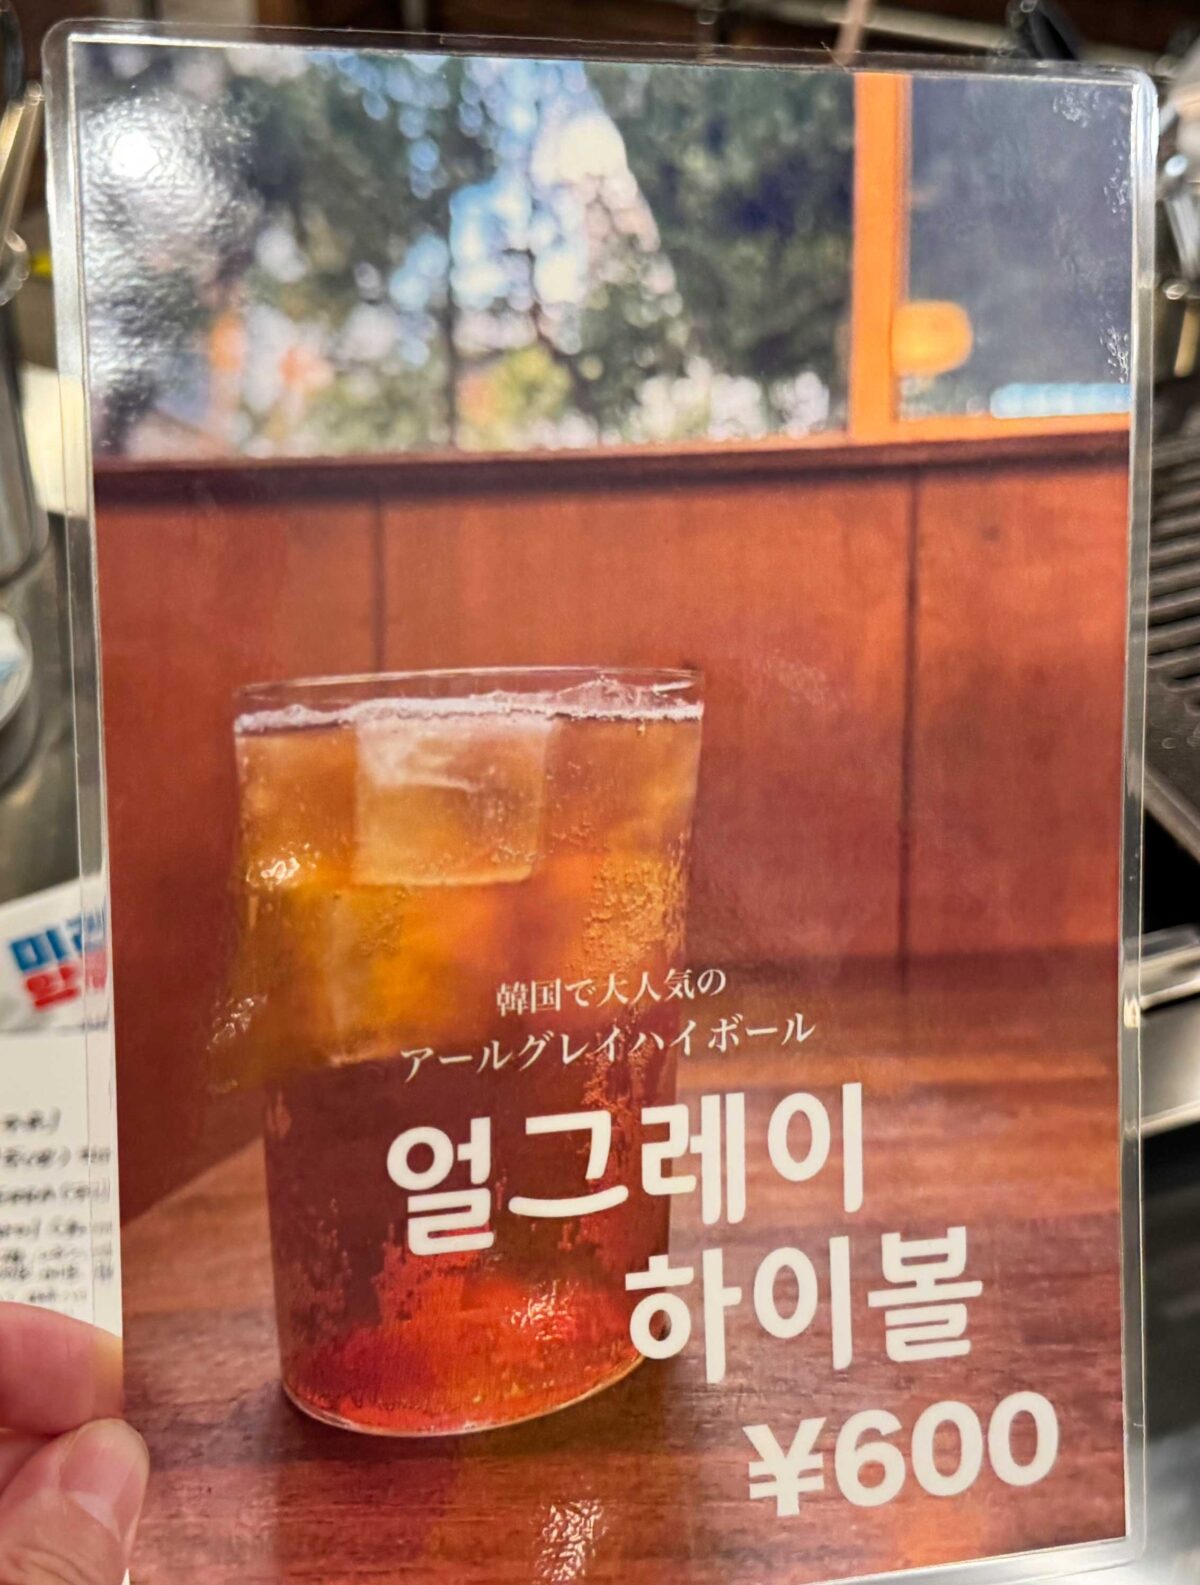 韓国で大人気の
アールグレイハイボール
얼그레이
하이볼
¥600